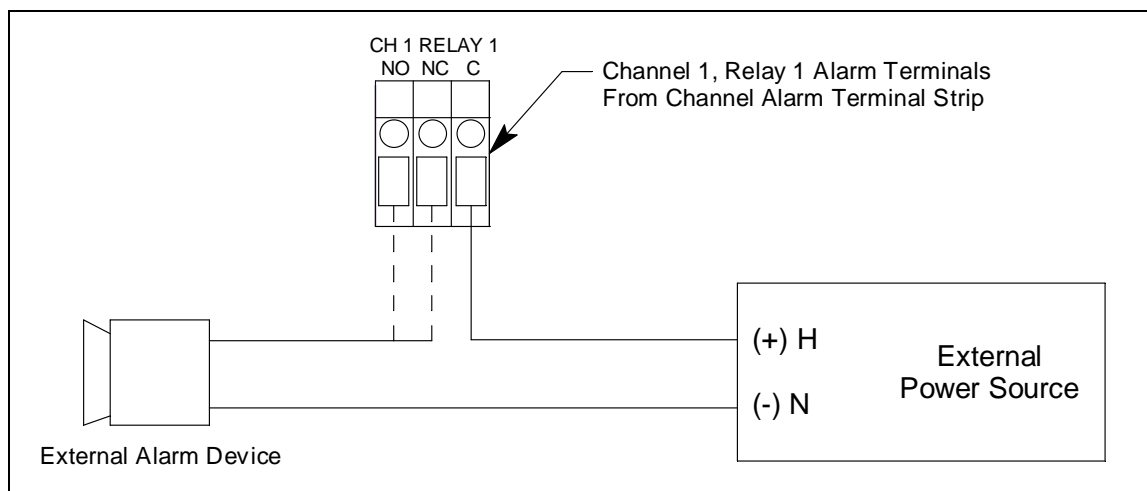 CH 1 RELAY 1
NO NC C
Channel 1, Relay 1 Alarm Terminals
From Channel Alarm Terminal Strip
(+) H
(-) N
External
Power Source
External Alarm Device